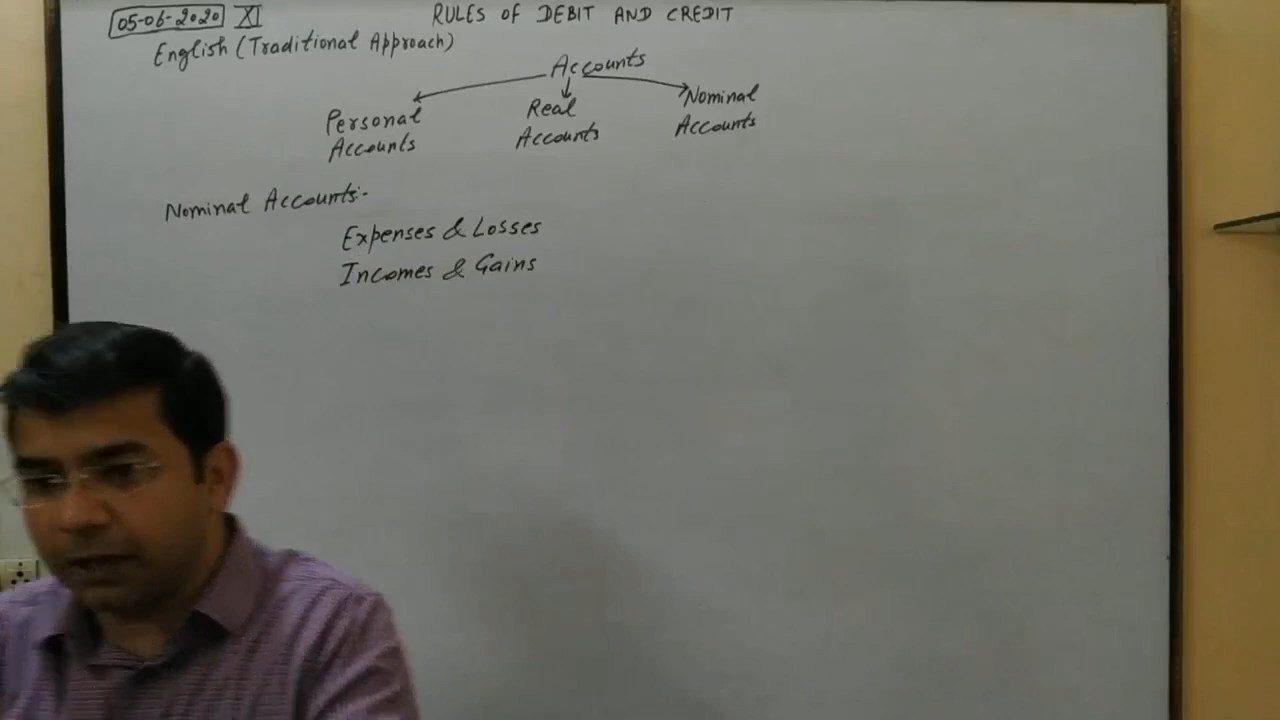 05-06-2020 XI RULES OF DEBIT AND CREDIT
English (Traditional Approach)
Accounts
Personal Accounts
Real Accounts
Nominal Accounts
Nominal Accounts:-
Expenses & Losses
Incomes & Gains